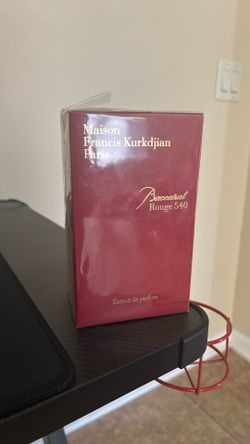 Maison
Francis Kurkdjian
Paris
Baccarat
Rouge 540
Extrait de parfum